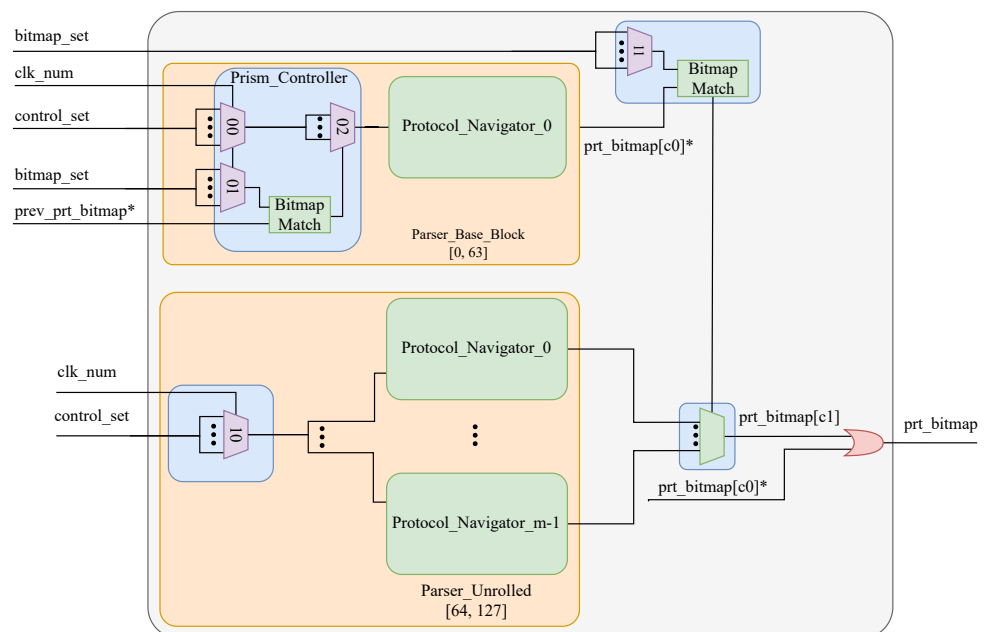 bitmap_set
clk_num
control_set
bitmap_set
prev_prt_bitmap*
Prism_Controller
00
01
02
Bitmap
Match
Protocol_Navigator_0
Parser_Base_Block
[0, 63]
11
Bitmap
Match
prt_bitmap[c0]*
clk_num
control_set
10
Protocol_Navigator_0
Protocol_Navigator_m-1
Parser_Unrolled
[64, 127]
prt_bitmap[c1]
prt_bitmap[c0]*
prt_bitmap